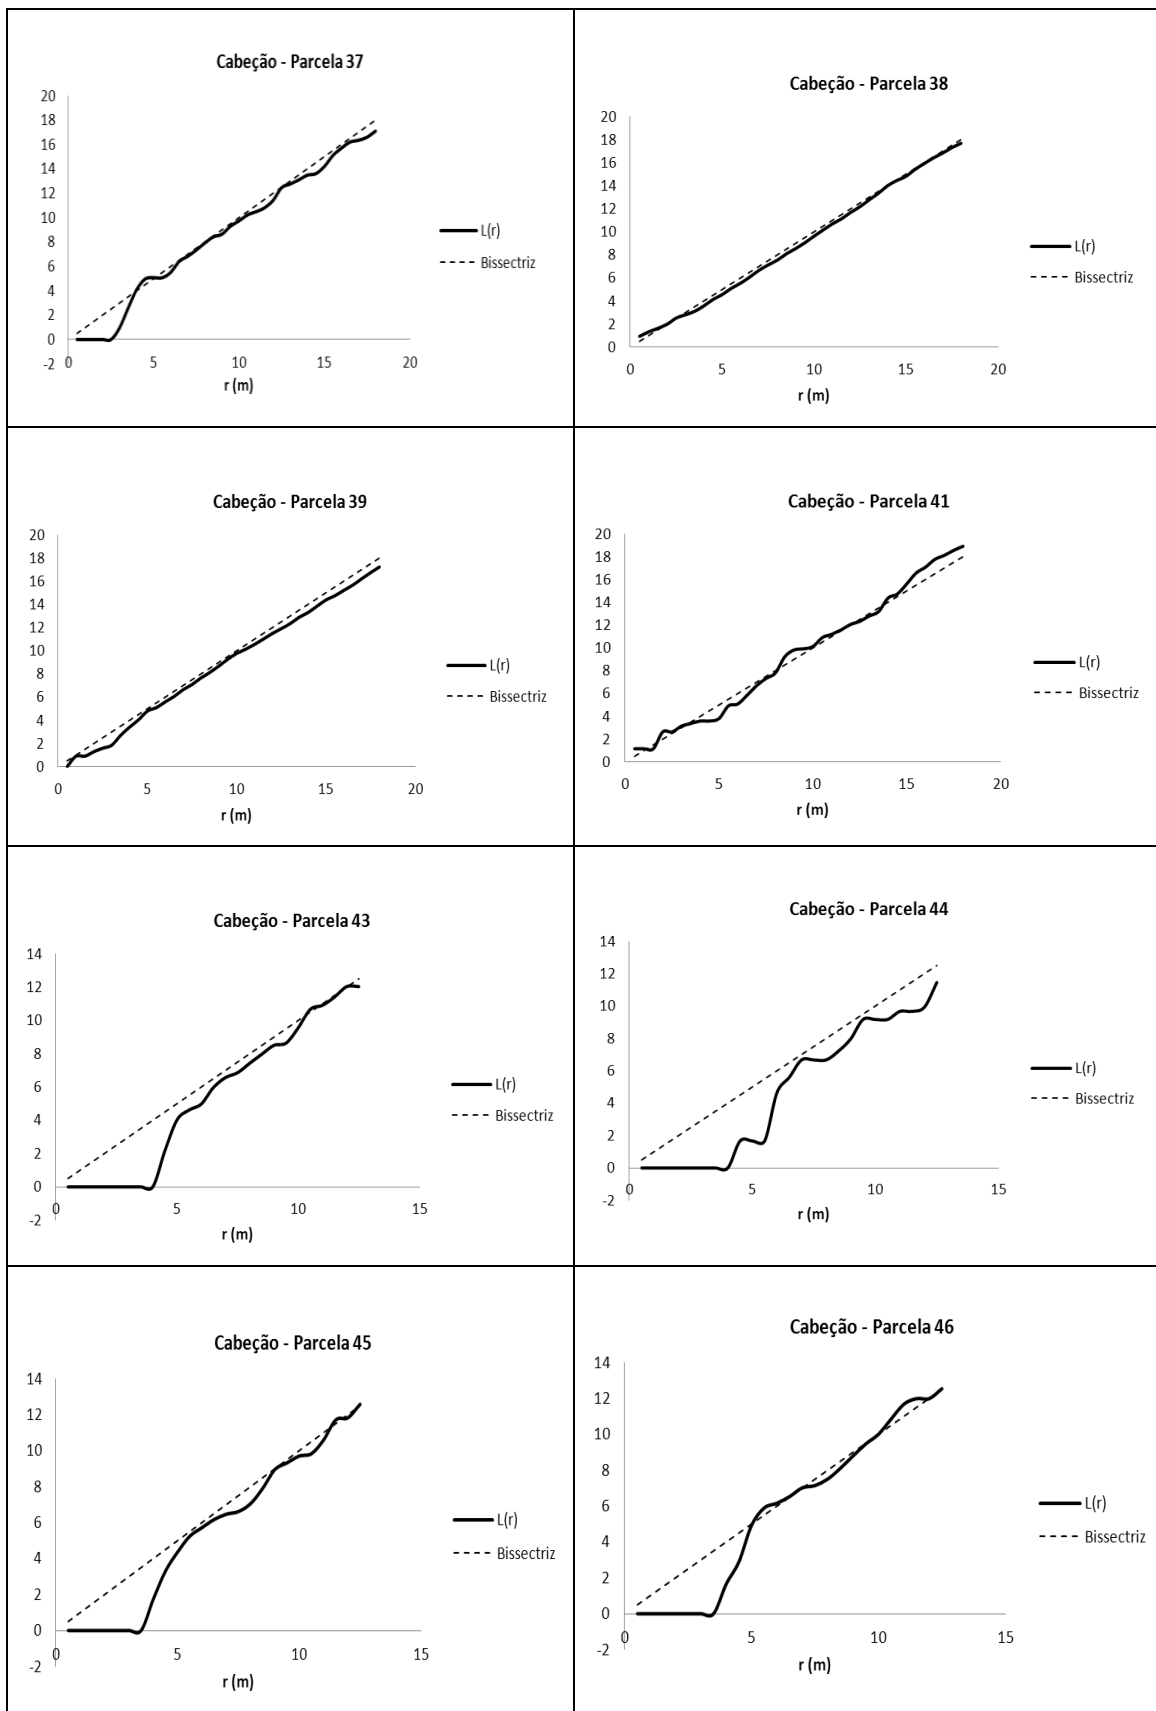 Cabeção - Parcela 37
20
18
16
14
12
10
8
6
4
2
0
-2
0 5 10 15 20
r (m)
L(r)
Bissectriz
Cabeção - Parcela 38
20
18
16
14
12
10
8
6
4
2
0
0 5 10 15 20
r (m)
L(r)
Bissectriz
Cabeção - Parcela 39
20
18
16
14
12
10
8
6
4
2
0
0 5 10 15 20
r (m)
L(r)
Bissectriz
Cabeção - Parcela 41
20
18
16
14
12
10
8
6
4
2
0
0 5 10 15 20
r (m)
L(r)
Bissectriz
Cabeção - Parcela 43
14
12
10
8
6
4
2
0
-2
0 5 10 15
r (m)
L(r)
Bissectriz
Cabeção - Parcela 44
14
12
10
8
6
4
2
0
-2
0 5 10 15
r (m)
L(r)
Bissectriz
Cabeção - Parcela 45
14
12
10
8
6
4
2
0
-2
0 5 10 15
r (m)
L(r)
Bissectriz
Cabeção - Parcela 46
14
12
10
8
6
4
2
0
-2
0 5 10 15
r (m)
L(r)
Bissectriz